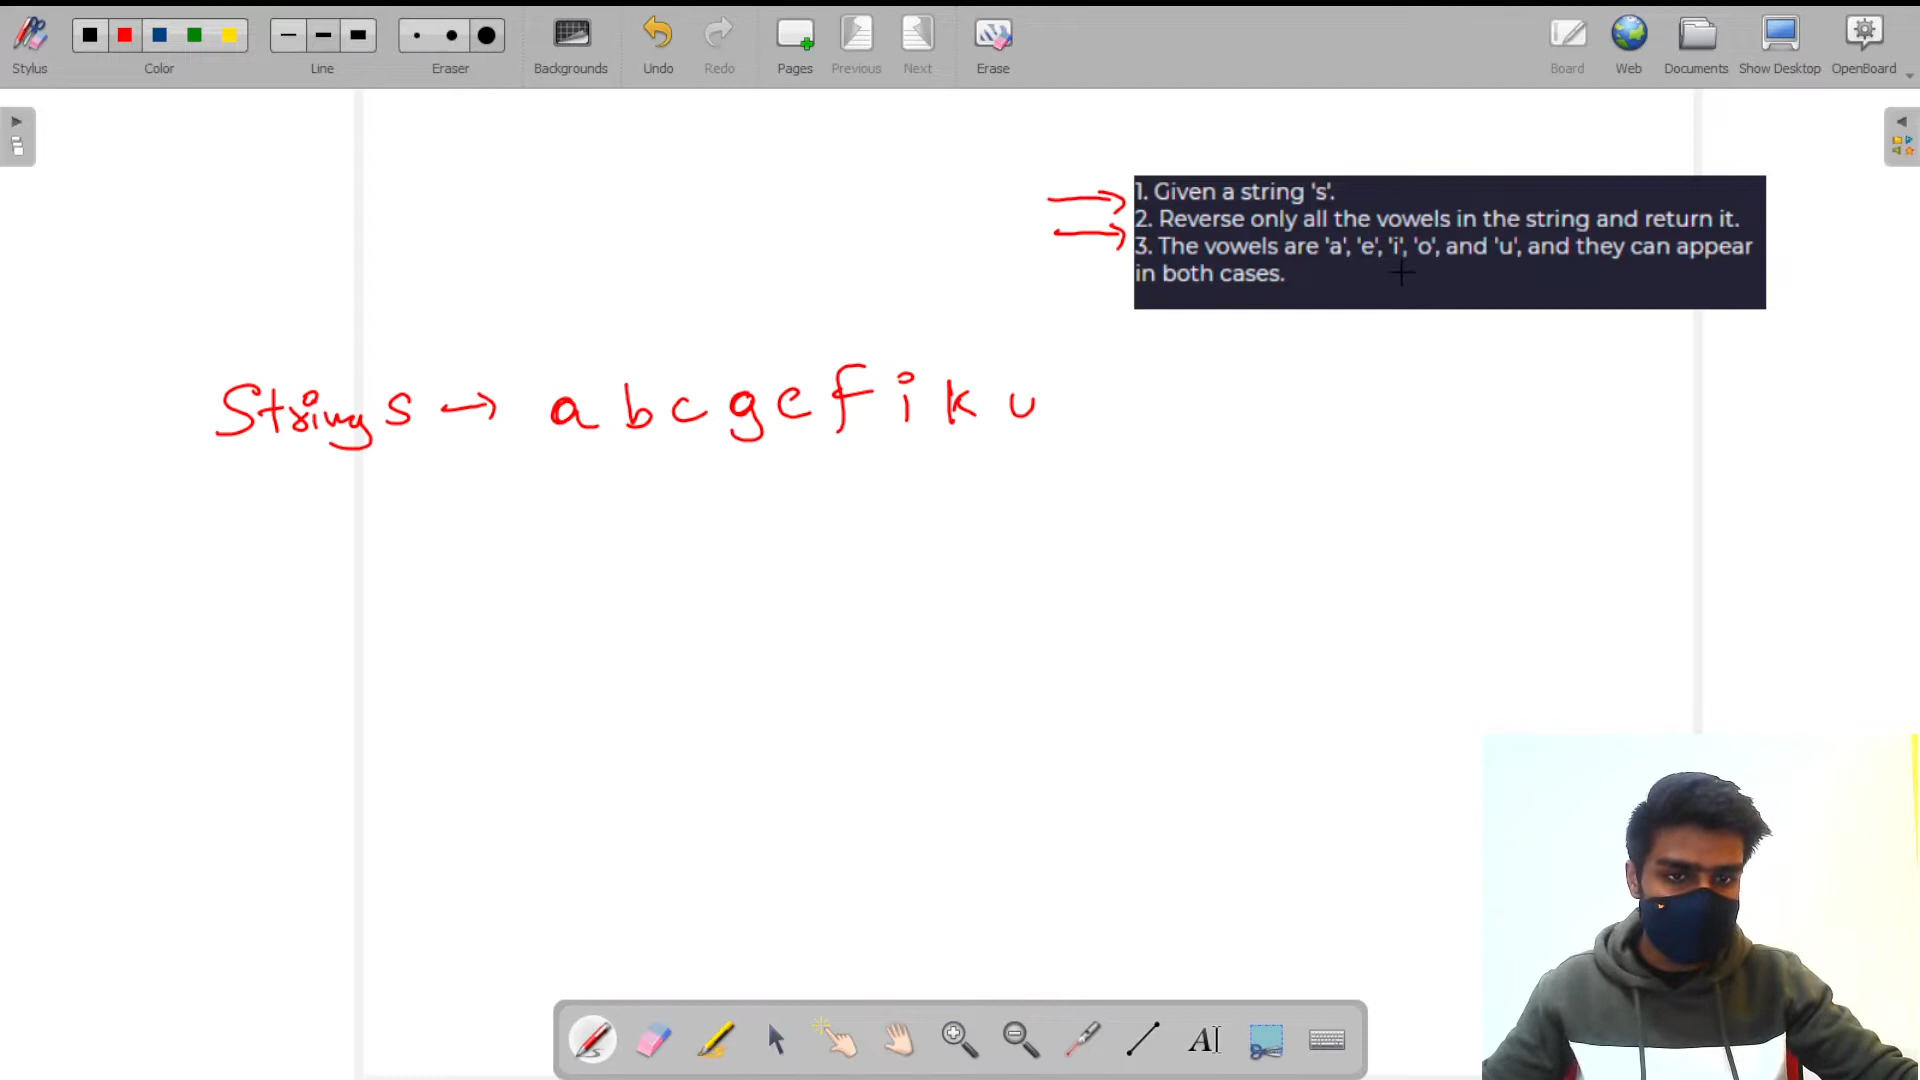 Stylus Color Line Eraser Backgrounds Undo Redo Pages Previous Next Erase Board Web Documents Show Desktop OpenBoard
1. Given a string 's'.
2. Reverse only all the vowels in the string and return it.
3. The vowels are 'a', 'e', 'i', 'o', and 'u', and they can appear
in both cases.
String s → a b c g e f i k u